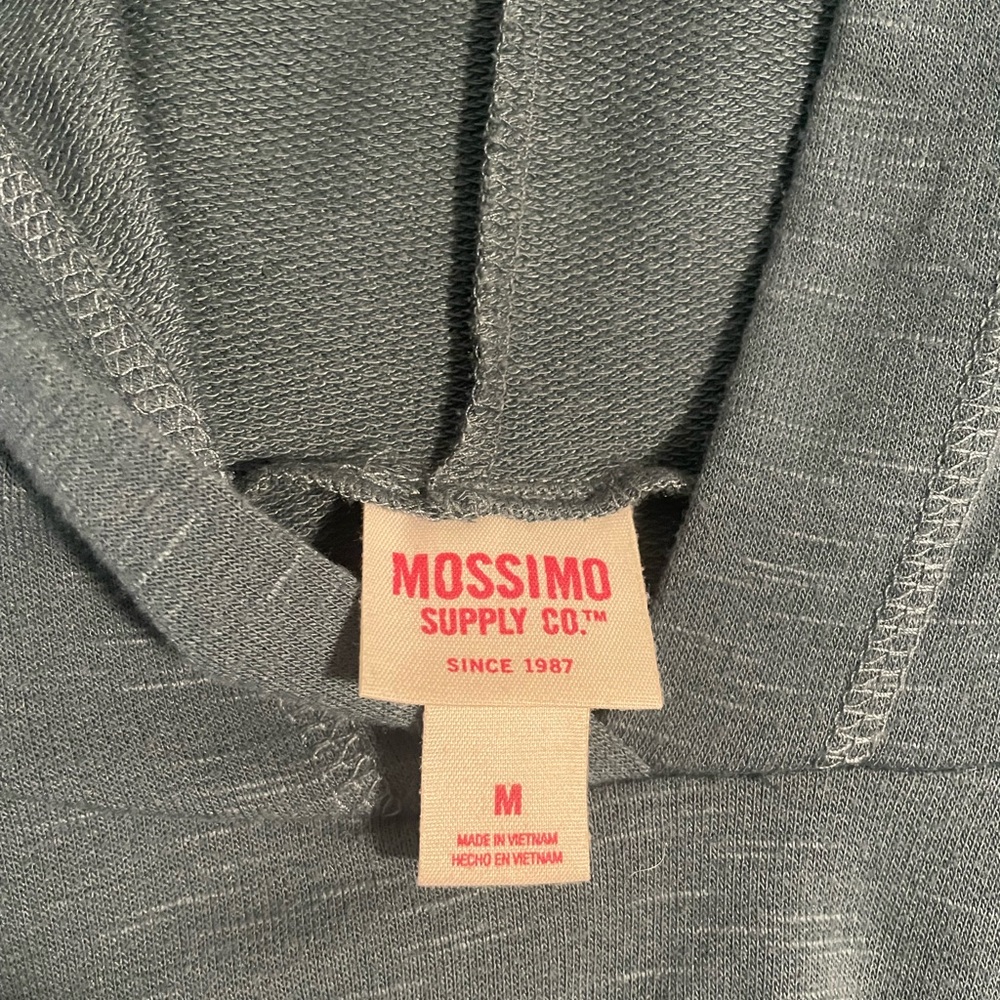 MOSSIMO
SUPPLY CO.™
SINCE 1987
M
MADE IN VIETNAM
HECHO EN VIETNAM